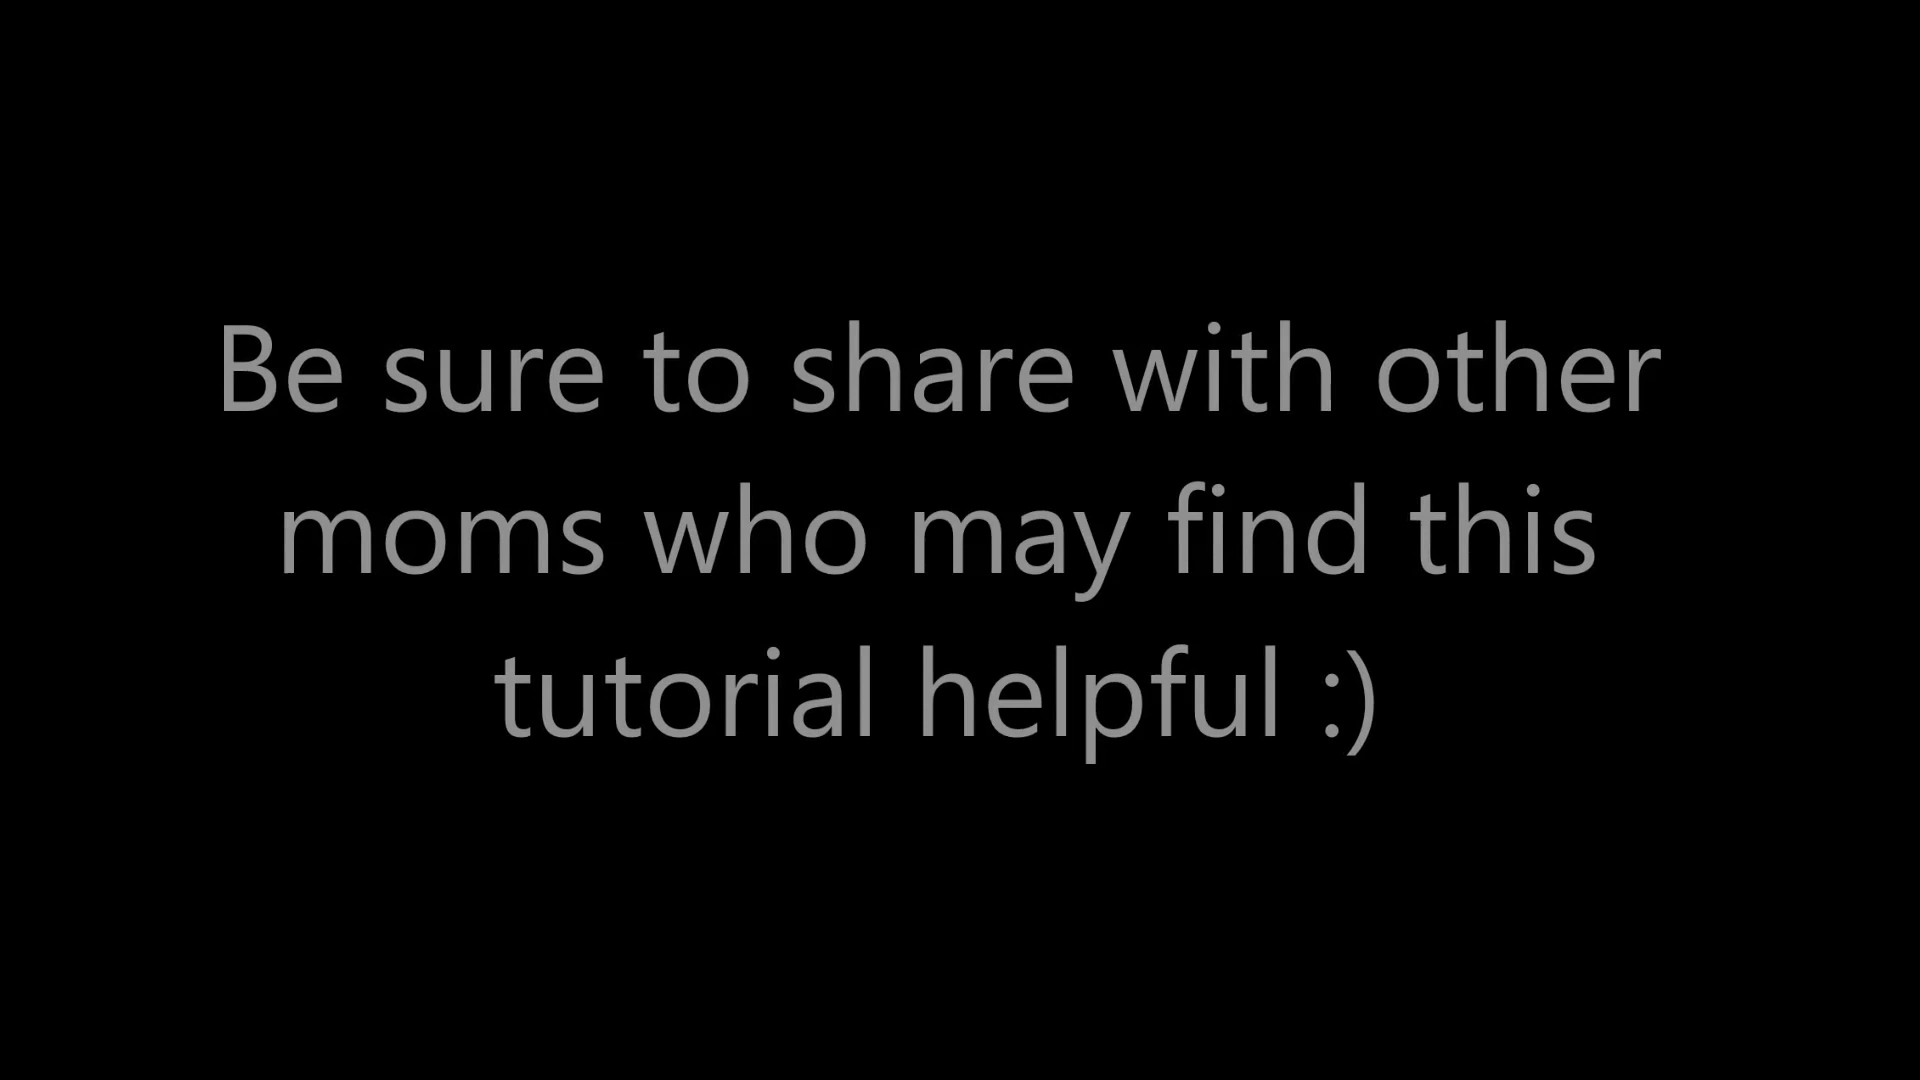 Be sure to share with other
moms who may find this
tutorial helpful :)